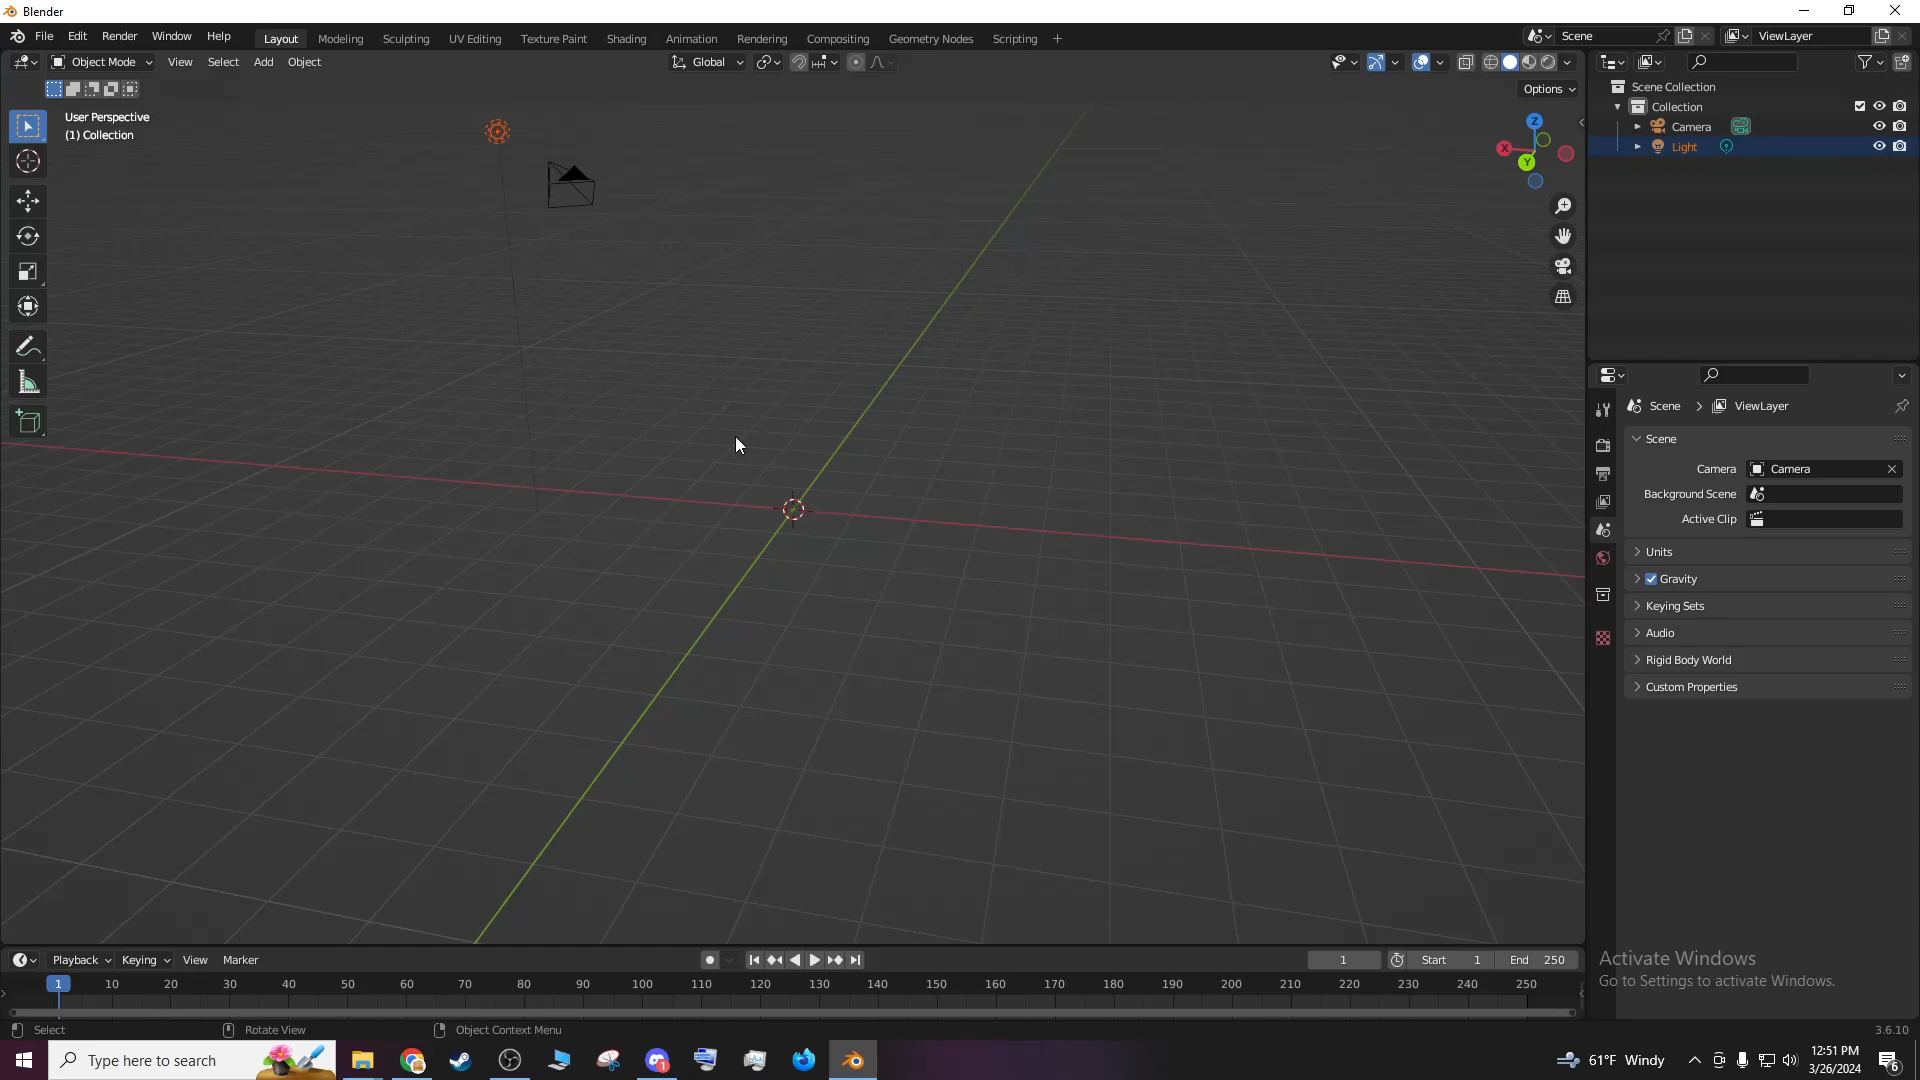 Blender
File Edit Render Window Help Layout Modeling Sculpting UV Editing Texture Paint Shading Animation Rendering Compositing Geometry Nodes Scripting + Scene ViewLayer
Object Mode View Select Add Object Global
Options
User Perspective
(1) Collection
Z
X
Y
Scene Collection
Collection
Camera
Light
Scene > ViewLayer
Scene
Camera Camera
Background Scene
Active Clip
Units
Gravity
Keying Sets
Audio
Rigid Body World
Custom Properties
Activate Windows
Go to Settings to activate Windows.
Playback Keying View Marker 1 Start 1 End 250
1 10 20 30 40 50 60 70 80 90 100 110 120 130 140 150 160 170 180 190 200 210 220 230 240 250
Select Rotate View Object Context Menu 3.6.10
Type here to search 1 61°F Windy 12:51 PM
3/26/2024 6